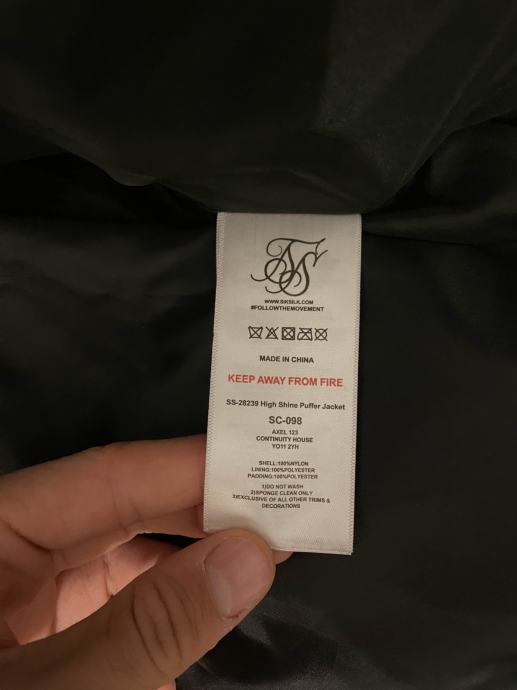 SS
WWW.SIKSILK.COM
#FOLLOWTHEMOVEMENT
MADE IN CHINA
KEEP AWAY FROM FIRE
SS-28239 High Shine Puffer Jacket
SC-098
AXEL 123
CONTINUITY HOUSE
YO11 2YH
SHELL:100%NYLON
LINING:100%POLYESTER
PADDING:100%POLYESTER
1)DO NOT WASH
2)SPONGE CLEAN ONLY
3)EXCLUSIVE OF ALL OTHER TRIMS &
DECORATIONS